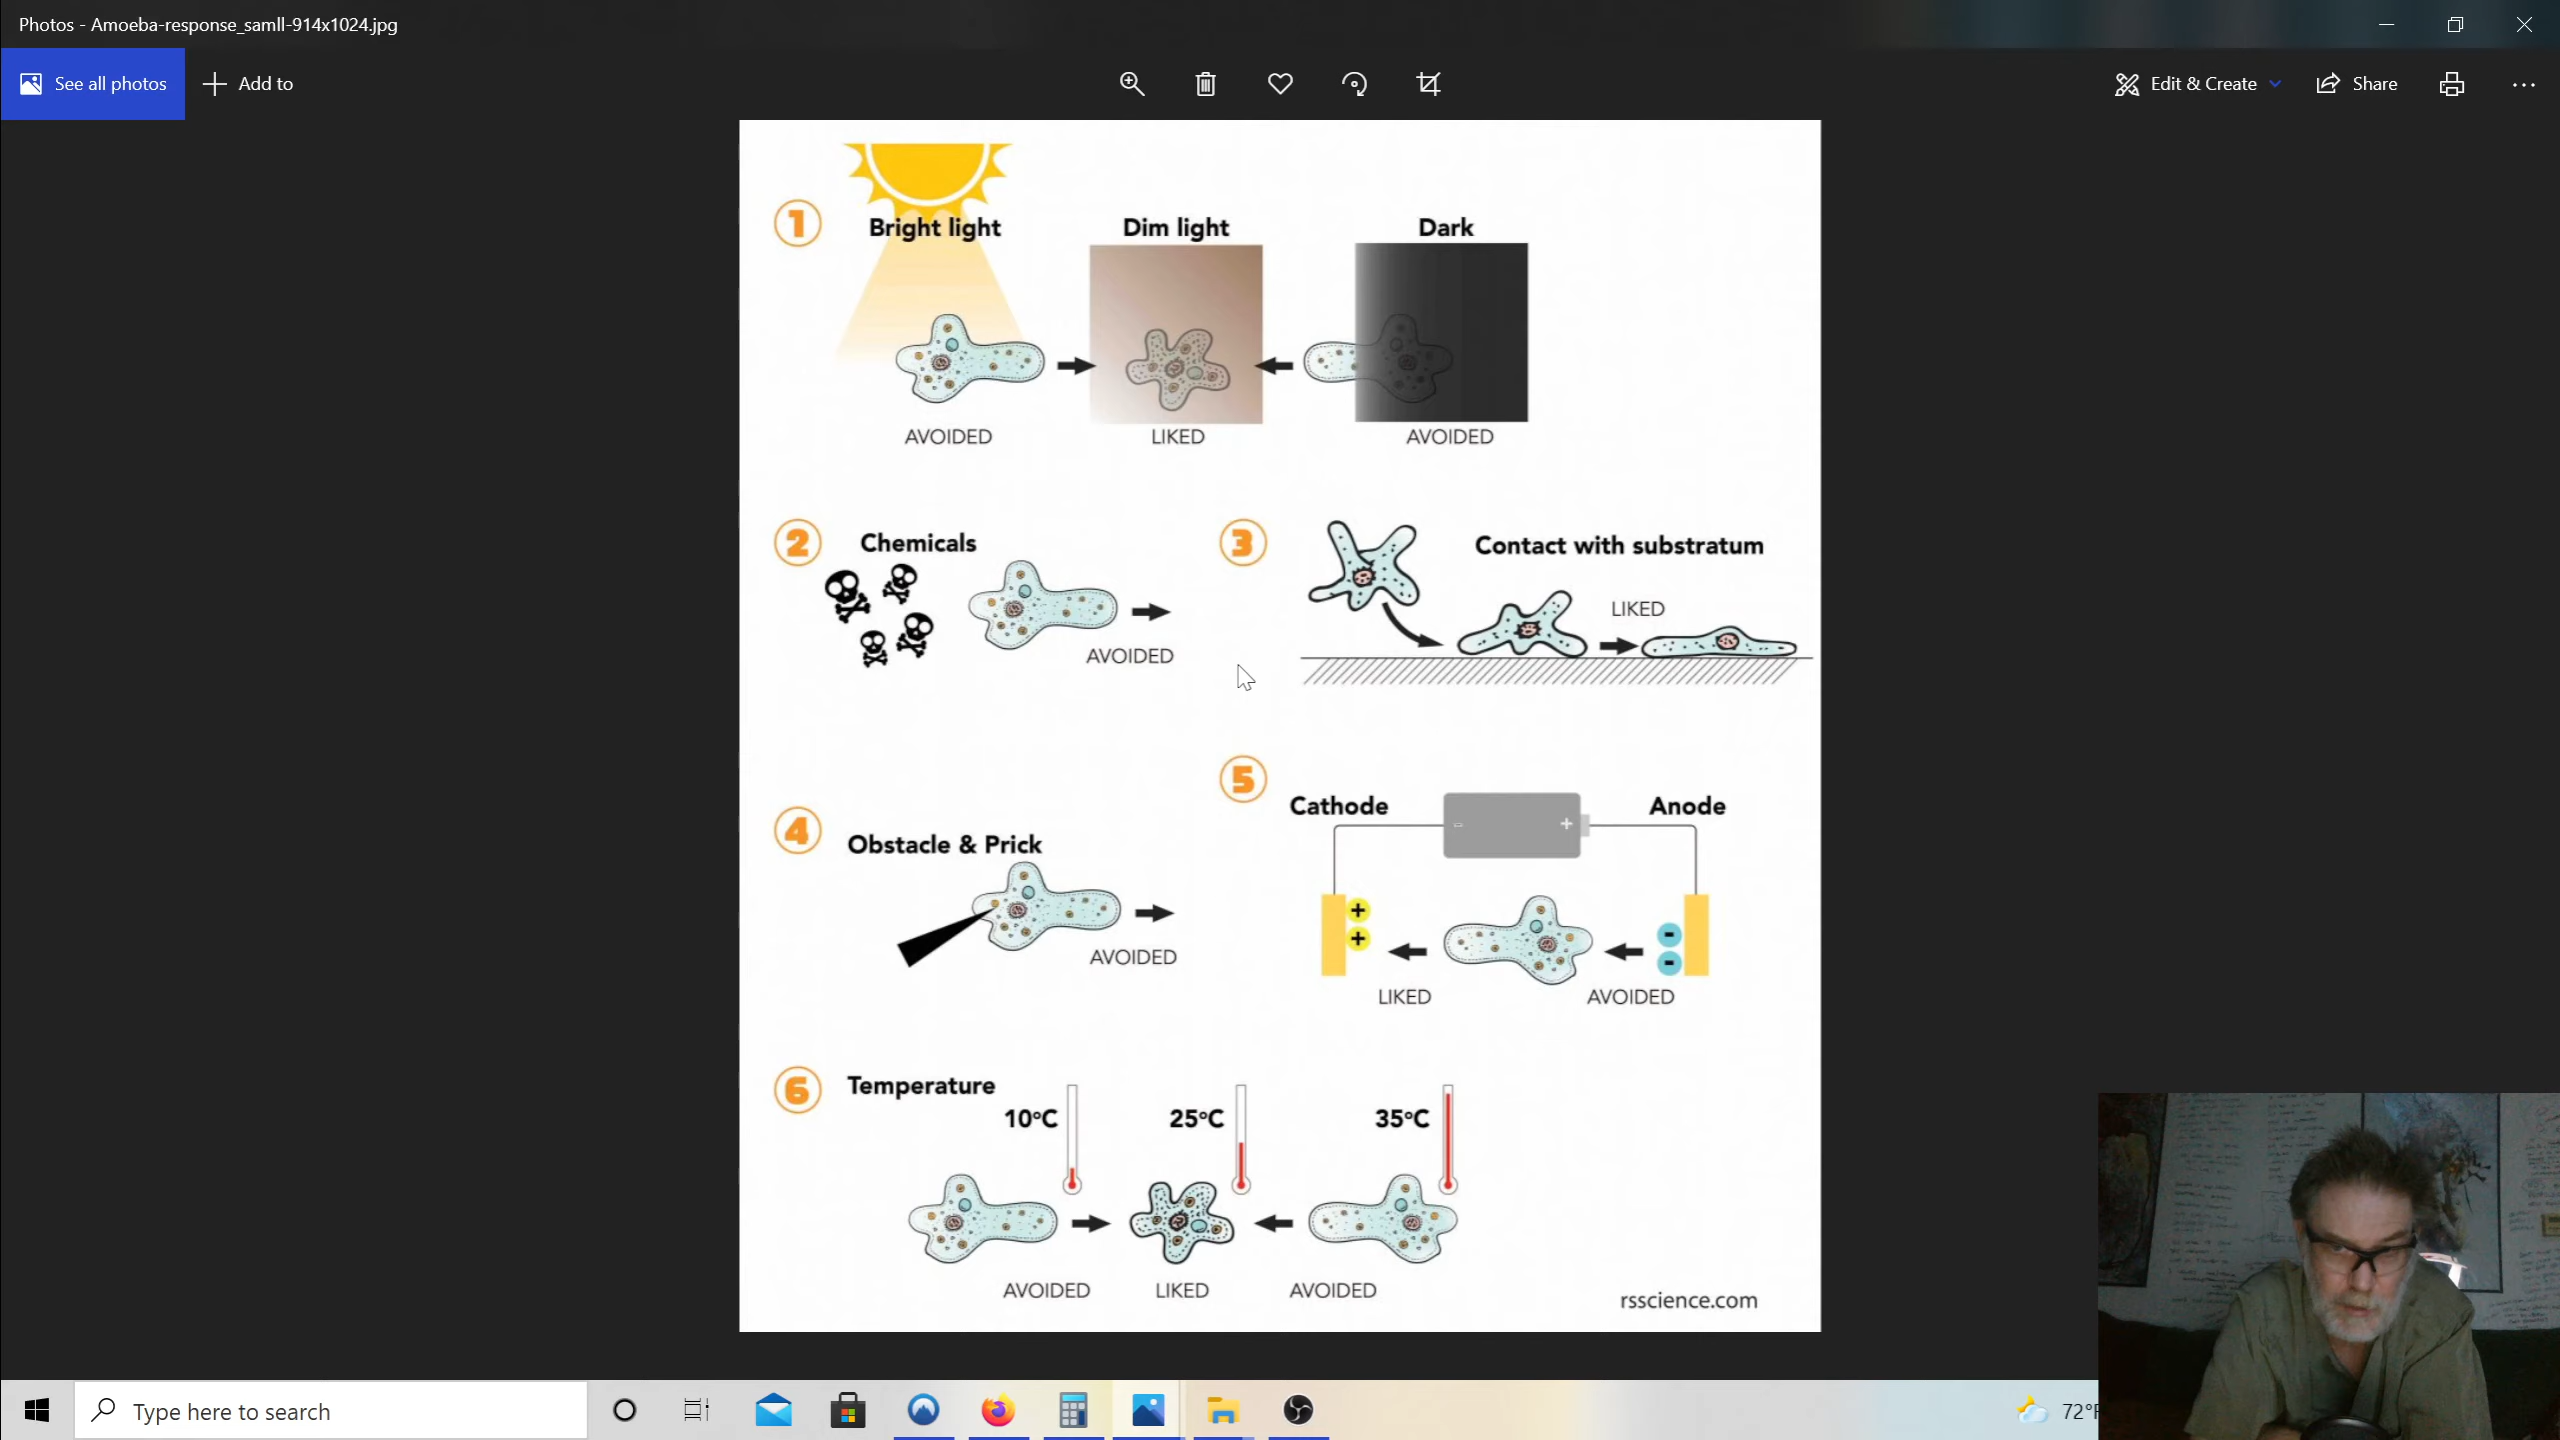 Photos - Amoeba-response_samll-914x1024.jpg
See all photos
Add to
Edit & Create
Share
1
Bright light
Dim light
Dark
AVOIDED
LIKED
AVOIDED
2
Chemicals
AVOIDED
3
Contact with substratum
LIKED
4
Obstacle & Prick
AVOIDED
5
Cathode
Anode
- +
+
+
-
-
LIKED
AVOIDED
6
Temperature
10°C
25°C
35°C
AVOIDED
LIKED
AVOIDED
rsscience.com
Type here to search
72°F